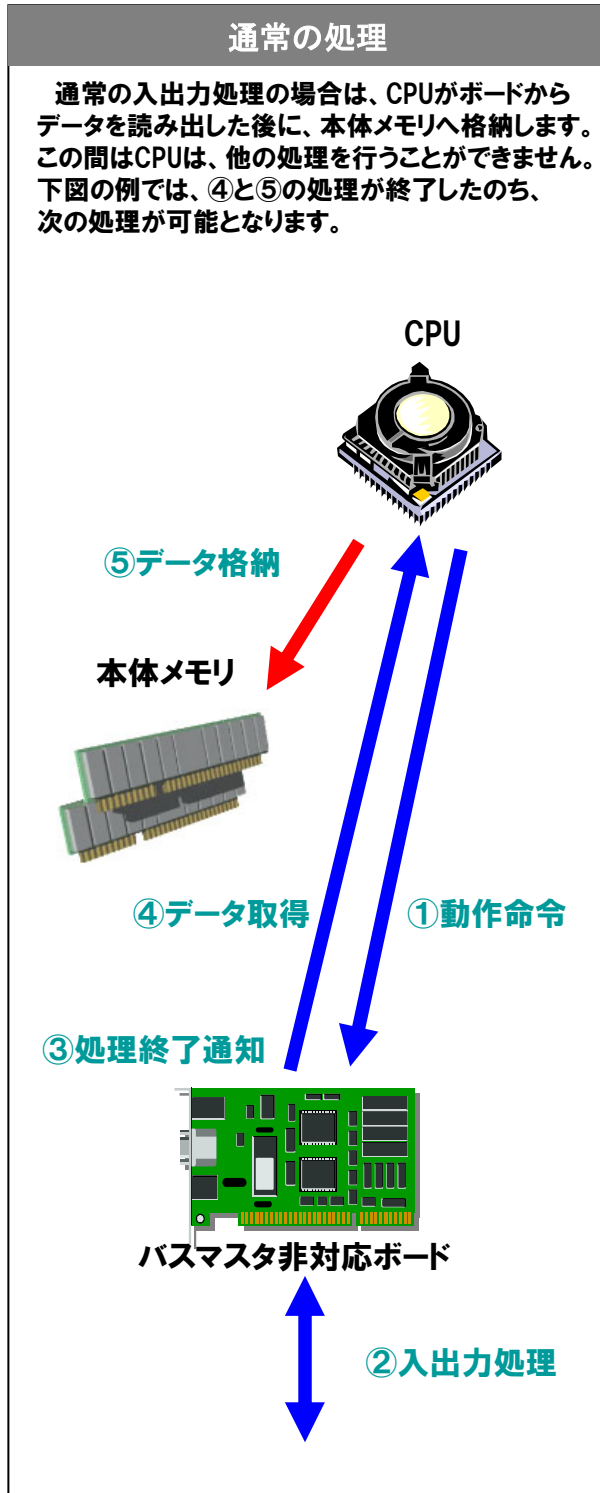 通常の処理
通常の入出力処理の場合は、CPUがボードから
データを読み出した後に、本体メモリへ格納します。
この間はCPUは、他の処理を行うことができません。
下図の例では、④と⑤の処理が終了したのち、
次の処理が可能となります。
CPU
⑤データ格納
本体メモリ
④データ取得
①動作命令
③処理終了通知
バスマスタ非対応ボード
②入出力処理